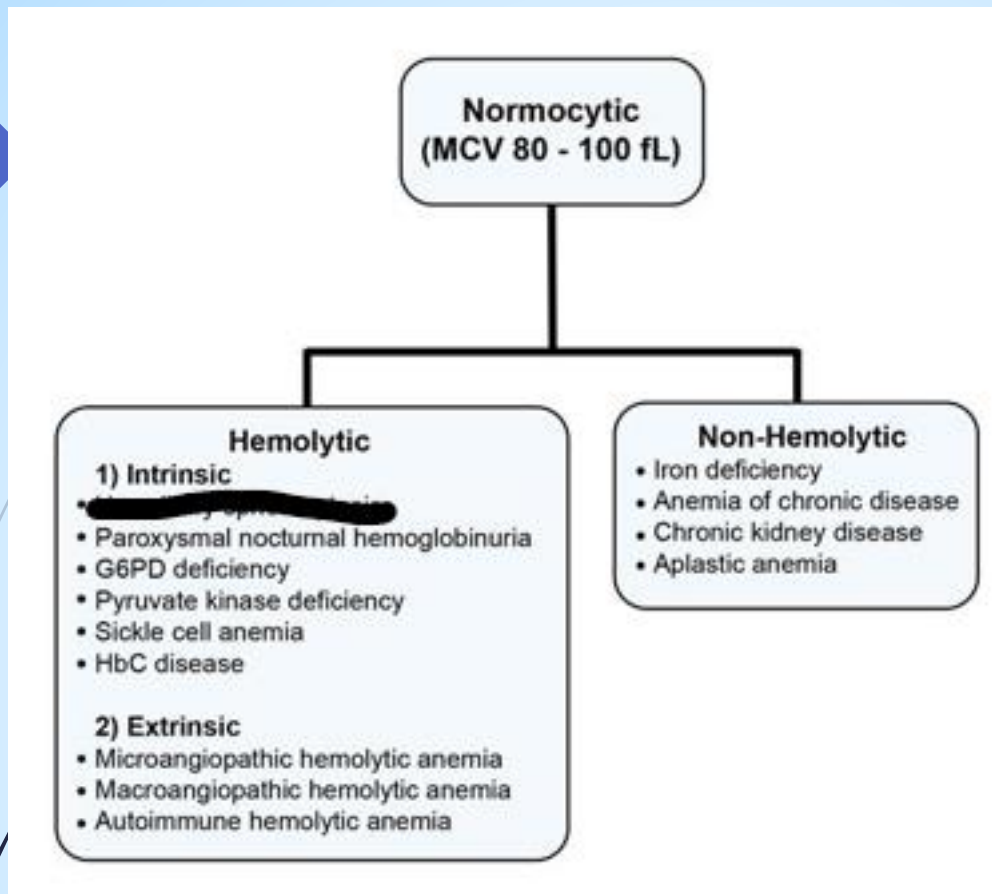 Normocytic
(MCV 80 - 100 fL)
Hemolytic
1) Intrinsic
• Paroxysmal nocturnal hemoglobinuria
• G6PD deficiency
• Pyruvate kinase deficiency
• Sickle cell anemia
• HbC disease
2) Extrinsic
• Microangiopathic hemolytic anemia
• Macroangiopathic hemolytic anemia
• Autoimmune hemolytic anemia
Non-Hemolytic
• Iron deficiency
• Anemia of chronic disease
• Chronic kidney disease
• Aplastic anemia